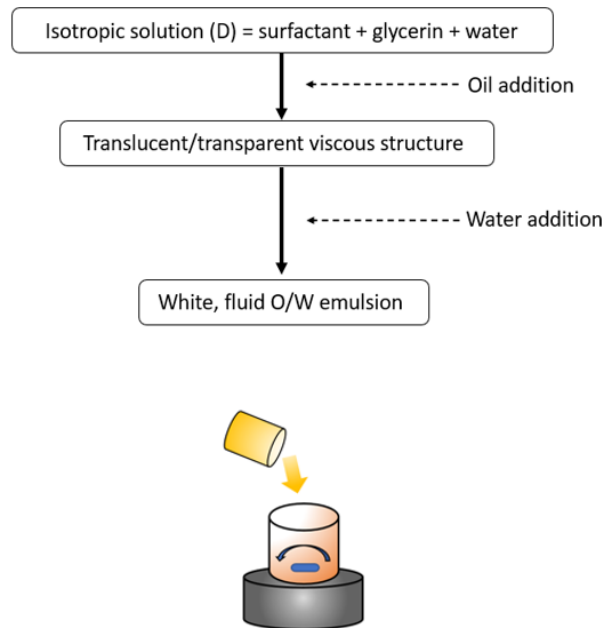 Isotropic solution (D) = surfactant + glycerin + water
Oil addition
Translucent/transparent viscous structure
Water addition
White, fluid O/W emulsion